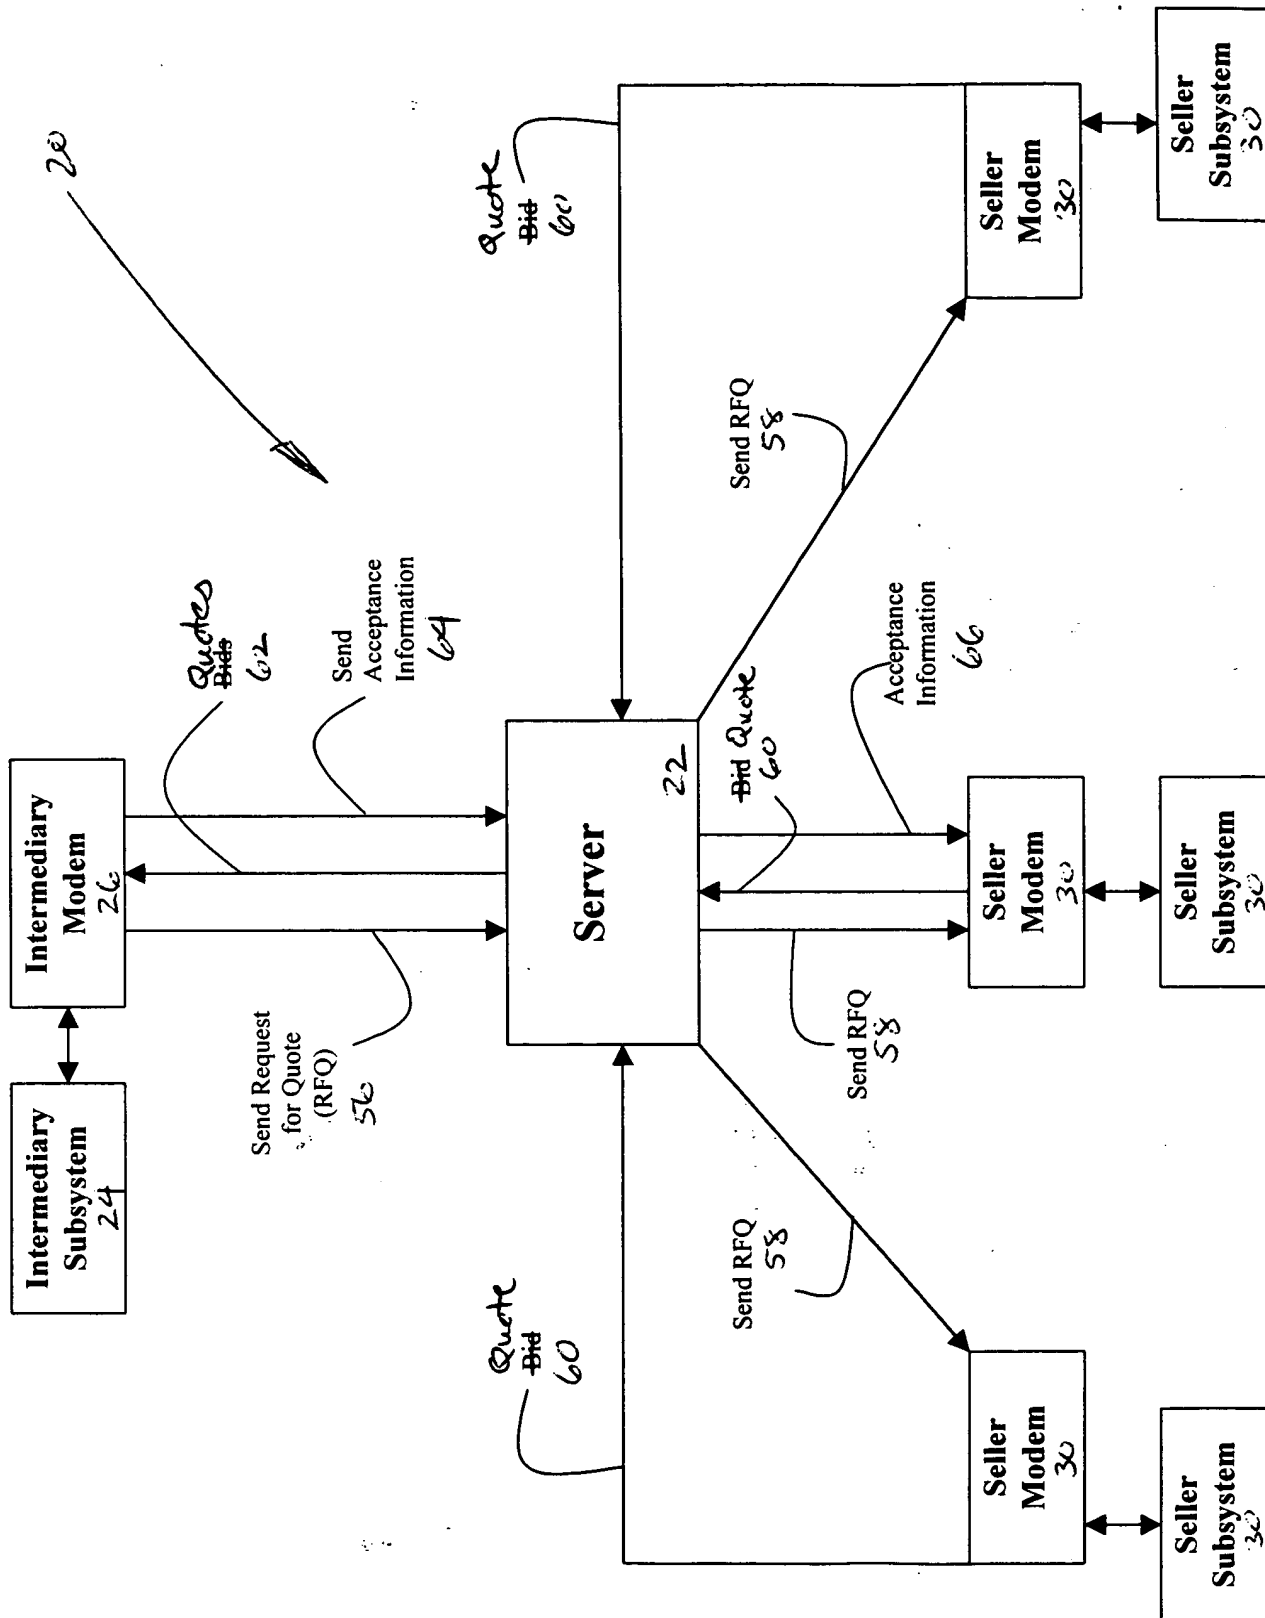 20
Intermediary
Subsystem
24
Intermediary
Modem
26
Send Request
for Quote
(RFQ)
56
Quotes
Bids
62
Send
Acceptance
Information
64
Quote
Bid
60
Server
22
Quote
Bid
60
Send RFQ
58
Send RFQ
58
Bid Quote
60
Acceptance
Information
66
Send RFQ
58
Seller
Modem
30
Seller
Modem
30
Seller
Modem
30
Seller
Subsystem
30
Seller
Subsystem
30
Seller
Subsystem
30